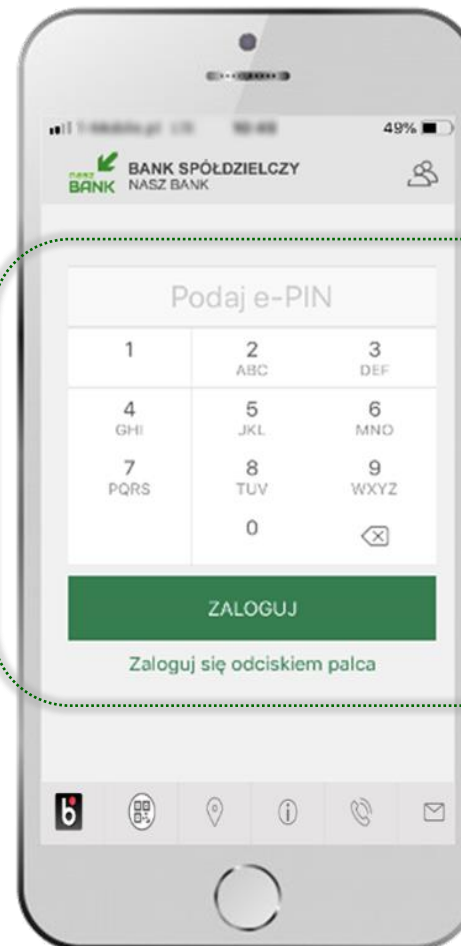 49%
nasz BANK
BANK SPÓŁDZIELCZY
NASZ BANK
Podaj e-PIN
1 2 3
ABC DEF
4 5 6
GHI JKL MNO
7 8 9
PQRS TUV WXYZ
0
ZALOGUJ
Zaloguj się odciskiem palca
b
i